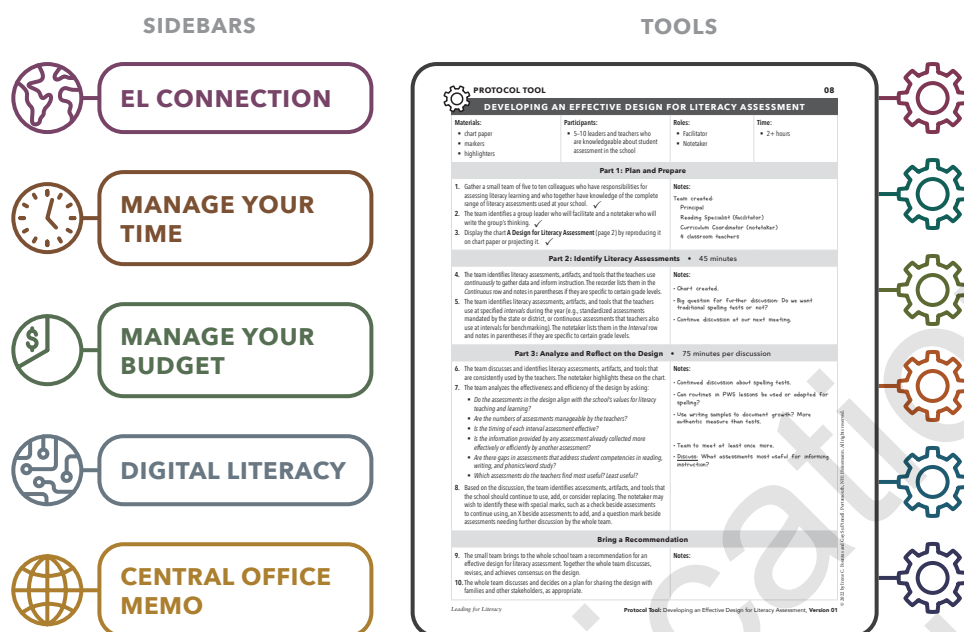 SIDEBARS
TOOLS
EL CONNECTION
MANAGE YOUR
TIME
MANAGE YOUR
BUDGET
$
DIGITAL LITERACY
CENTRAL OFFICE
MEMO
PROTOCOL TOOL
08
DEVELOPING AN EFFECTIVE DESIGN FOR LITERACY ASSESSMENT
Materials:
• chart paper
• markers
• highlighters
Participants:
• 5–10 leaders and teachers who
are knowledgeable about student
assessment in the school
Roles:
• Facilitator
• Notetaker
Time:
• 2+ hours
Part 1: Plan and Prepare
1. Gather a small team of five to ten colleagues who have responsibilities for
assessing literacy learning and who together have knowledge of the complete
range of literacy assessments used at your school. ✓
2. The team identifies a group leader who will facilitate and a notetaker who will
write the group's thinking. ✓
3. Display the chart A Design for Literacy Assessment (page 2) by reproducing it
on chart paper or projecting it. ✓
Notes:
Team created:
Principal
Reading Specialist (facilitator)
Curriculum Coordinator (notetaker)
4 classroom teachers
Part 2: Identify Literacy Assessments • 45 minutes
4. The team identifies literacy assessments, artifacts, and tools that the teachers use
continuously to gather data and inform instruction. The recorder lists them in the
Continuous row and notes in parentheses if they are specific to certain grade levels.
5. The team identifies literacy assessments, artifacts, and tools that the teachers
use at specified intervals during the year (e.g., standardized assessments
mandated by the state or district, or continuous assessments that teachers also
use at intervals for benchmarking). The notetaker lists them in the Interval row
and notes in parentheses if they are specific to certain grade levels.
Notes:
• Chart created.
• Big question for further discussion: Do we want
traditional spelling tests or not?
• Continue discussion at our next meeting.
Part 3: Analyze and Reflect on the Design • 75 minutes per discussion
6. The team discusses and identifies literacy assessments, artifacts, and tools that
are consistently used by the teachers. The notetaker highlights these on the chart.
7. The team analyzes the effectiveness and efficiency of the design by asking:
• Do the assessments in the design align with the school's values for literacy
teaching and learning?
• Are the numbers of assessments manageable by the teachers?
• Is the timing of each interval assessment effective?
• Is the information provided by any assessment already collected more
effectively or efficiently by another assessment?
• Are there gaps in assessments that address student competencies in reading,
writing, and phonics/word study?
• Which assessments do the teachers find most useful? Least useful?
8. Based on the discussion, the team identifies assessments, artifacts, and tools that
the school should continue to use, add, or consider replacing. The notetaker may
wish to identify these with special marks, such as a check beside assessments
to continue using, an X beside assessments to add, and a question mark beside
assessments needing further discussion by the whole team.
Notes:
• Continued discussion about spelling tests.
• Can routines in PWS lessons be used or adapted for
spelling?
• Use writing samples to document growth? More
authentic measure than tests.
• Team to meet at least once more.
• Discuss: What assessments most useful for informing
instruction?
Bring a Recommendation
9. The small team brings to the whole school team a recommendation for an
effective design for literacy assessment. Together the whole team discusses,
revises, and achieves consensus on the design.
10. The whole team discusses and decides on a plan for sharing the design with
families and other stakeholders, as appropriate.
Notes:
Leading for Literacy
Protocol Tool: Developing an Effective Design for Literacy Assessment, Version 01
© 2022 by Irene C. Fountas and Gay Su Pinnell. Portsmouth, NH: Heinemann. All rights reserved.